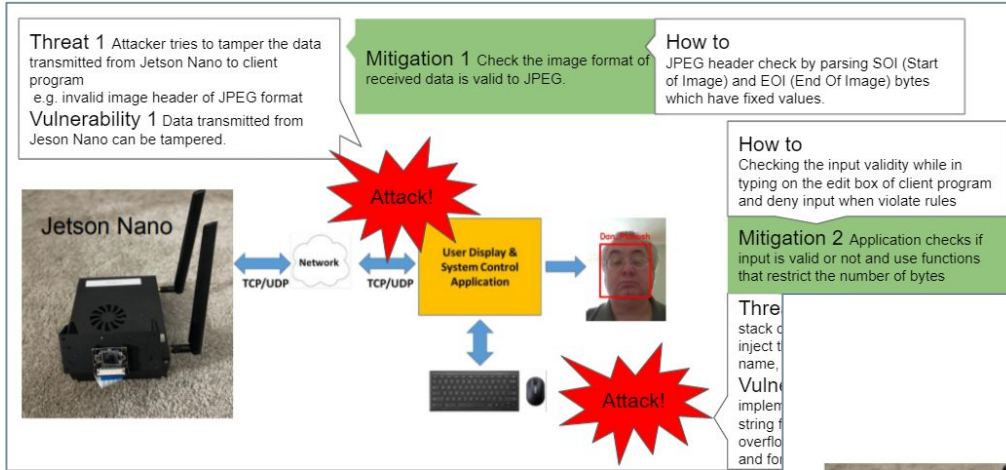 Threat 1 Attacker tries to tamper the data
transmitted from Jetson Nano to client
program
e.g. invalid image header of JPEG format
Vulnerability 1 Data transmitted from
Jeson Nano can be tampered.
Mitigation 1 Check the image format of
received data is valid to JPEG.
How to
JPEG header check by parsing SOI (Start
of Image) and EOI (End Of Image) bytes
which have fixed values.
How to
Checking the input validity while in
typing on the edit box of client program
and deny input when violate rules
Mitigation 2 Application checks if
input is valid or not and use functions
that restrict the number of bytes
Attack!
Jetson Nano
Network
TCP/UDP
TCP/UDP
User Display &
System Control
Application
Attack!
stack
inject
name,
string
and